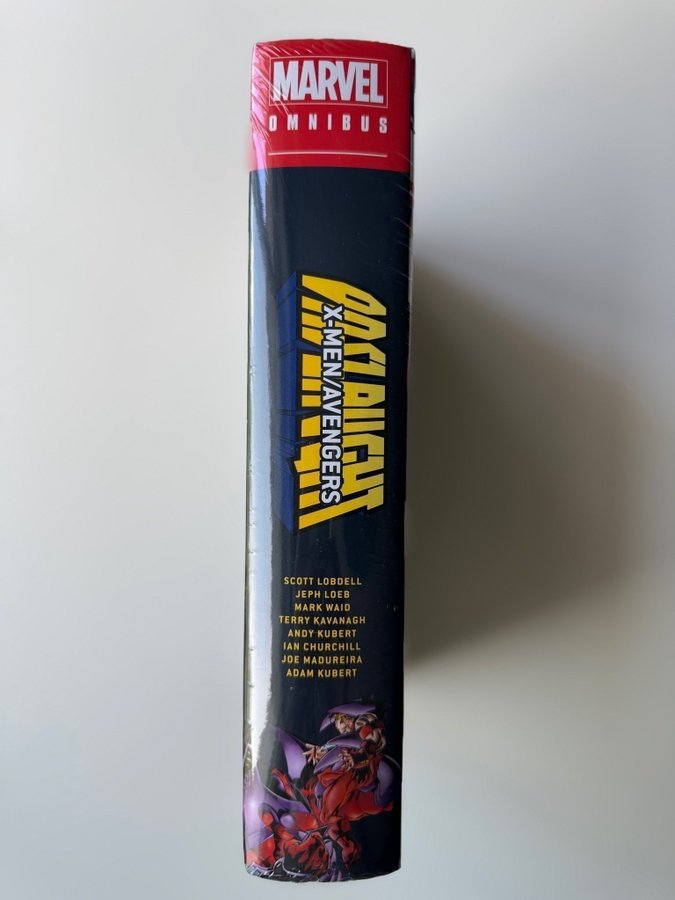 MARVEL
OMNIBUS
ONSLAUGHT
X-MEN/AVENGERS
SCOTT LOBDELL
JEPH LOEB
MARK WAID
TERRY KAVANAGH
ANDY KUBERT
IAN CHURCHILL
JOE MADUREIRA
ADAM KUBERT